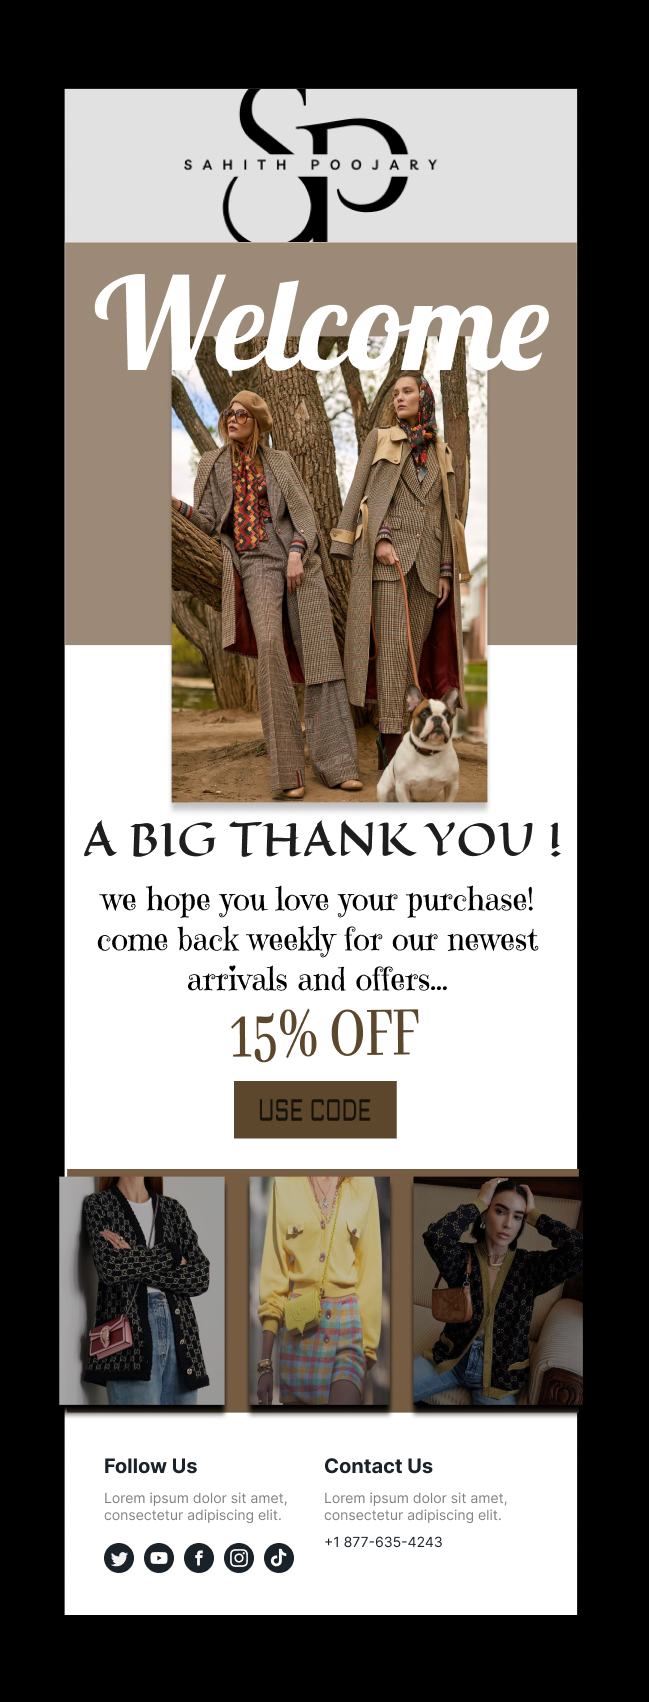 SAHITH POOJARY
Welcome
A BIG THANK YOU !
we hope you love your purchase!
come back weekly for our newest
arrivals and offers...
15% OFF
USE CODE
Follow Us
Lorem ipsum dolor sit amet,
consectetur adipiscing elit.
Contact Us
Lorem ipsum dolor sit amet,
consectetur adipiscing elit.
+1 877-635-4243